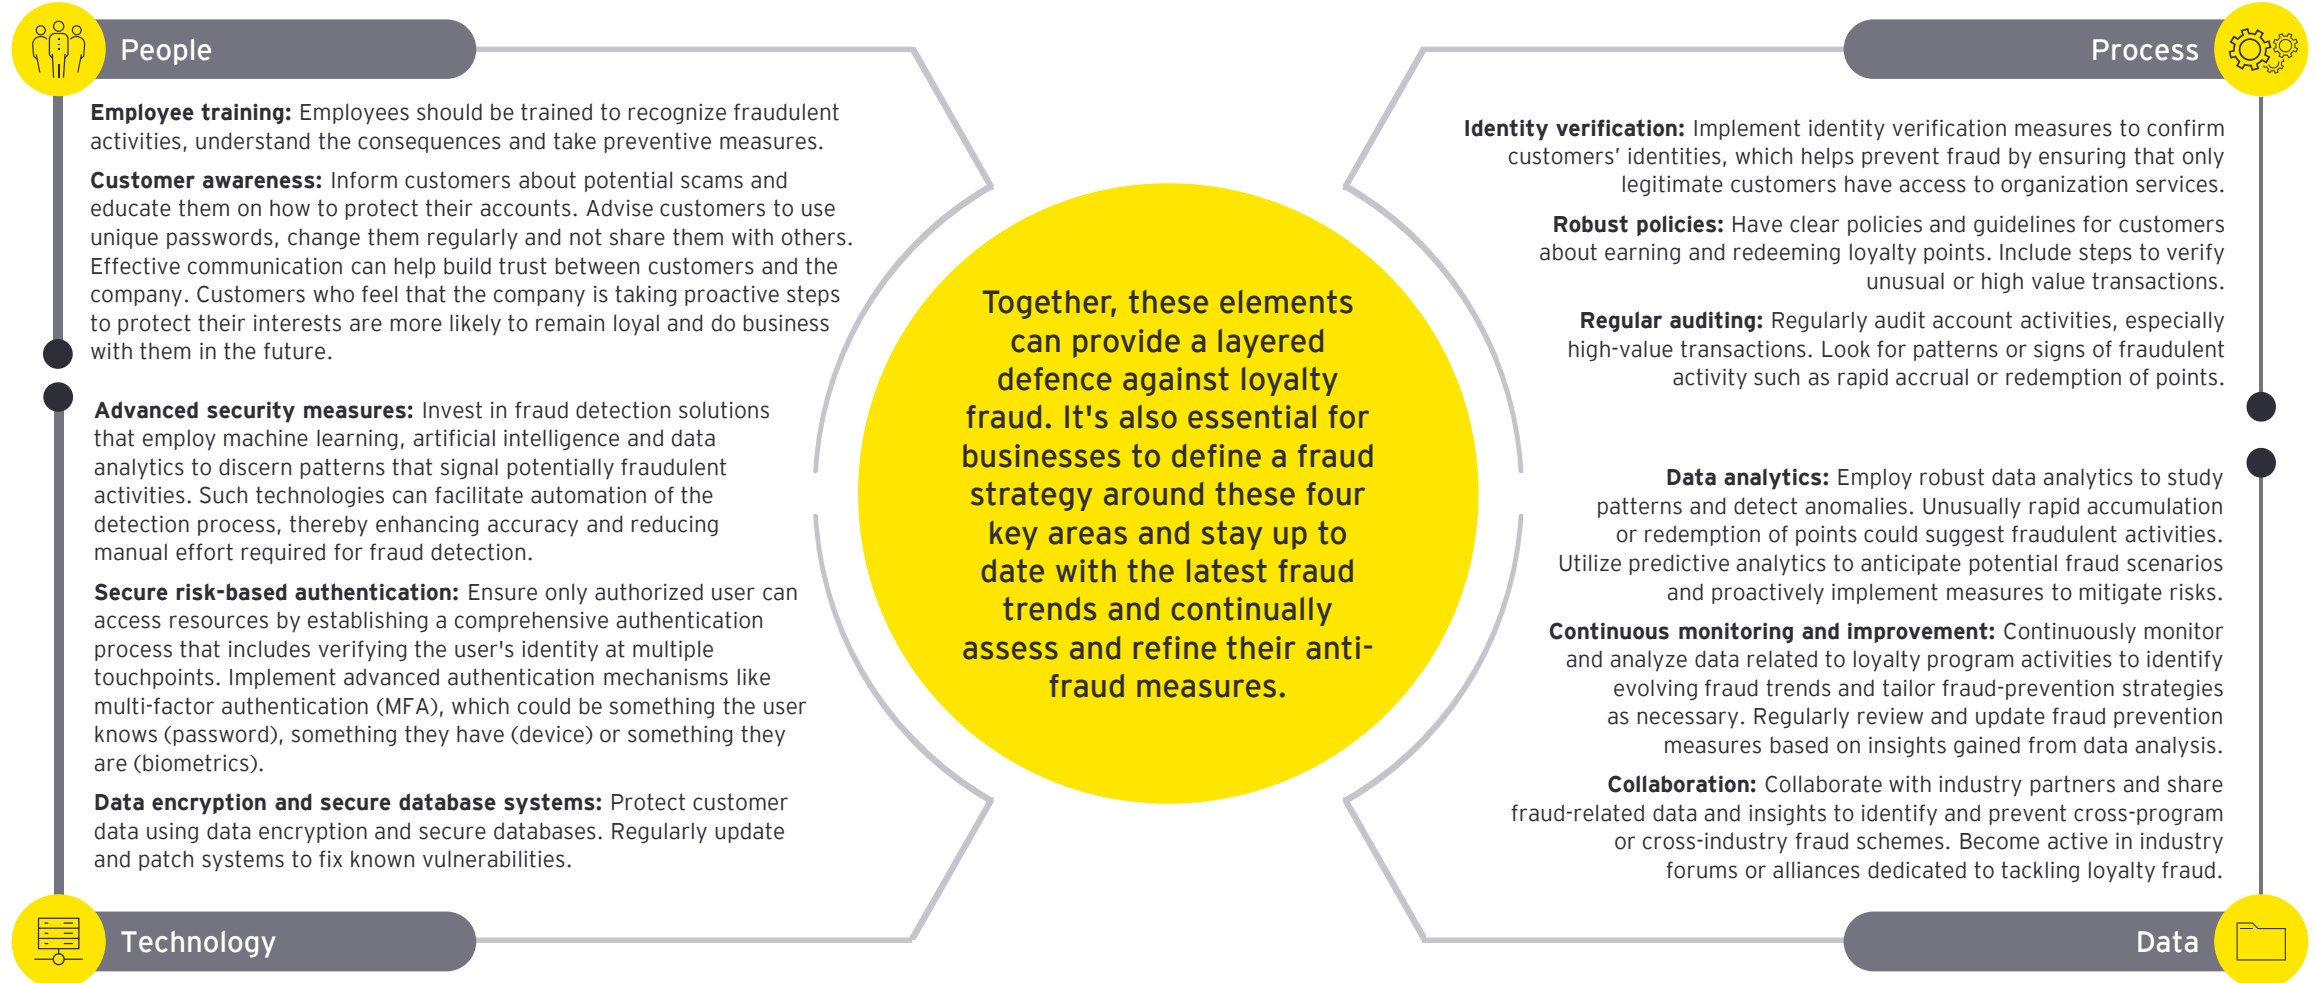 People
Employee training: Employees should be trained to recognize fraudulent
activities, understand the consequences and take preventive measures.
Customer awareness: Inform customers about potential scams and
educate them on how to protect their accounts. Advise customers to use
unique passwords, change them regularly and not share them with others.
Effective communication can help build trust between customers and the
company. Customers who feel that the company is taking proactive steps
to protect their interests are more likely to remain loyal and do business
with them in the future.
Advanced security measures: Invest in fraud detection solutions
that employ machine learning, artificial intelligence and data
analytics to discern patterns that signal potentially fraudulent
activities. Such technologies can facilitate automation of the
detection process, thereby enhancing accuracy and reducing
manual effort required for fraud detection.
Secure risk-based authentication: Ensure only authorized user can
access resources by establishing a comprehensive authentication
process that includes verifying the user's identity at multiple
touchpoints. Implement advanced authentication mechanisms like
multi-factor authentication (MFA), which could be something the user
knows (password), something they have (device) or something they
are (biometrics).
Data encryption and secure database systems: Protect customer
data using data encryption and secure databases. Regularly update
and patch systems to fix known vulnerabilities.
Technology
Together, these elements
can provide a layered
defence against loyalty
fraud. It's also essential for
businesses to define a fraud
strategy around these four
key areas and stay up to
date with the latest fraud
trends and continually
assess and refine their anti-
fraud measures.
Process
Identity verification: Implement identity verification measures to confirm
customers’ identities, which helps prevent fraud by ensuring that only
legitimate customers have access to organization services.
Robust policies: Have clear policies and guidelines for customers
about earning and redeeming loyalty points. Include steps to verify
unusual or high value transactions.
Regular auditing: Regularly audit account activities, especially
high-value transactions. Look for patterns or signs of fraudulent
activity such as rapid accrual or redemption of points.
Data analytics: Employ robust data analytics to study
patterns and detect anomalies. Unusually rapid accumulation
or redemption of points could suggest fraudulent activities.
Utilize predictive analytics to anticipate potential fraud scenarios
and proactively implement measures to mitigate risks.
Continuous monitoring and improvement: Continuously monitor
and analyze data related to loyalty program activities to identify
evolving fraud trends and tailor fraud-prevention strategies
as necessary. Regularly review and update fraud prevention
measures based on insights gained from data analysis.
Collaboration: Collaborate with industry partners and share
fraud-related data and insights to identify and prevent cross-program
or cross-industry fraud schemes. Become active in industry
forums or alliances dedicated to tackling loyalty fraud.
Data